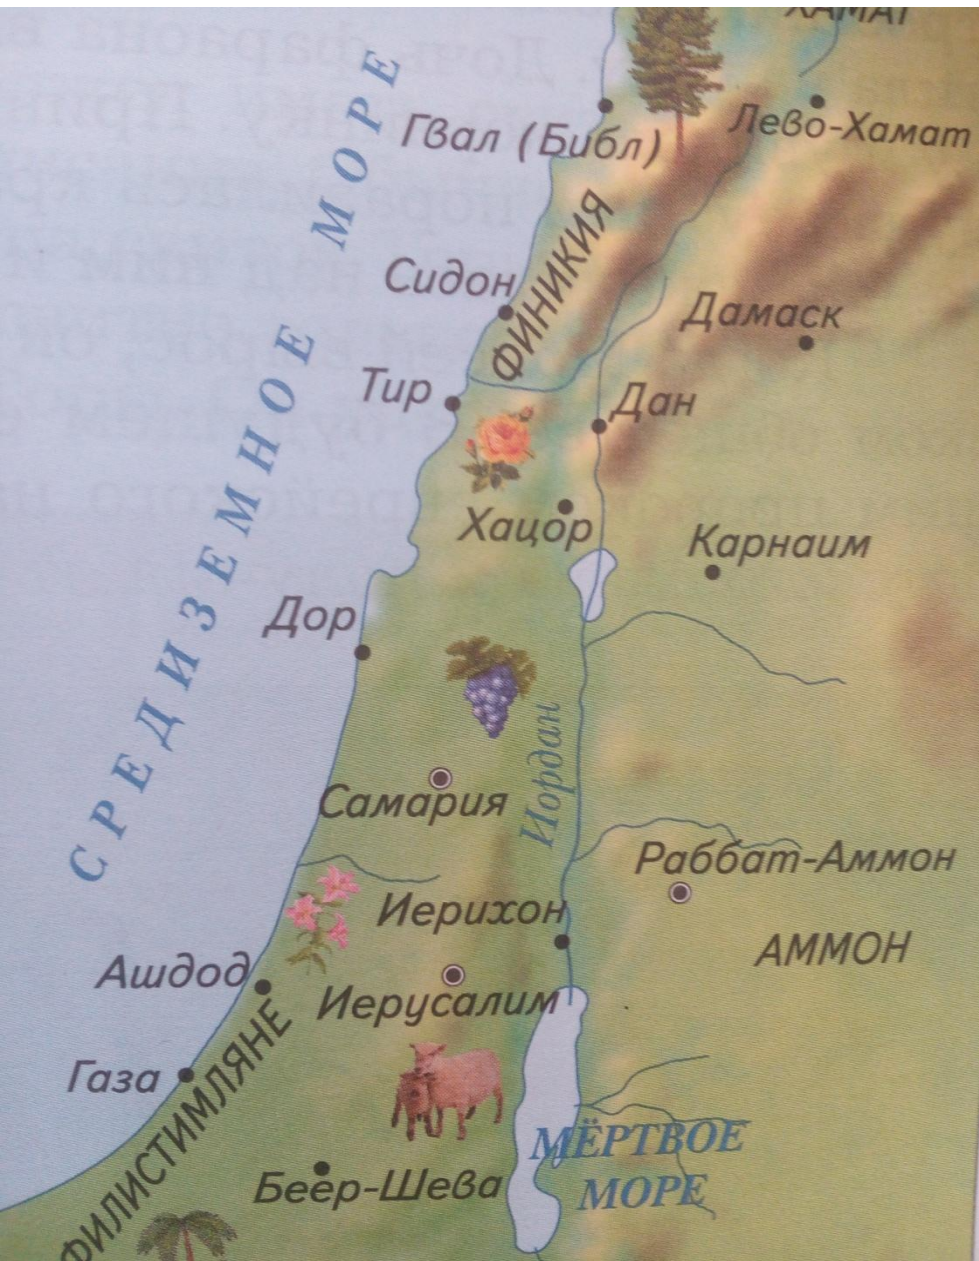 ХАМАТ
Гвал (Библ)
Лево-Хамат
СРЕДИЗЕМНОЕ МОРЕ
ФИНИКИЯ
Сидон
Дамаск
Тир
Дан
Хацор
Карнаим
Дор
Иордан
Самария
Раббат-Аммон
Иерихон
АММОН
Ашдод
Иерусалим
Газа
ФИЛИСТИМЛЯНЕ
МЁРТВОЕ
МОРЕ
Беер-Шева